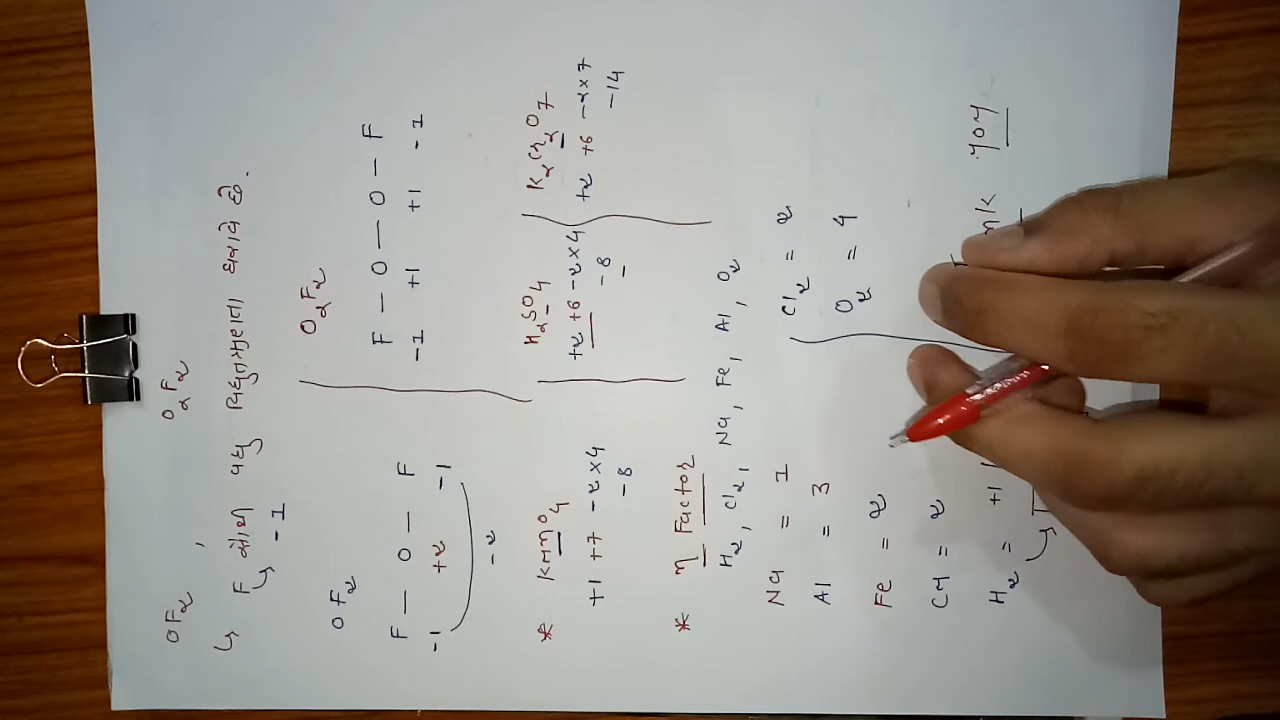 OF₂ , O₂F₂
↳ F સૌથી વધુ વિદ્યુતઋણતા ધરાવે છે.
↳ -1
OF₂
F — O — F
-1 +2 -1
-2
O₂F₂
F — O — O — F
-1 +1 +1 -1
* KMnO₄
+1 +7 -2×4
-8
H₂SO₄
+2 +6 -2×4
-8
K₂Cr₂O₇
+2 +6 -2×7
-14
* η Factor
H₂, Cl₂, Na, Fe, Al, O₂
Na = 1
Al = 3
Fe = 2
CM = 2
H₂ = +1
Cl₂ = 2
O₂ = 4